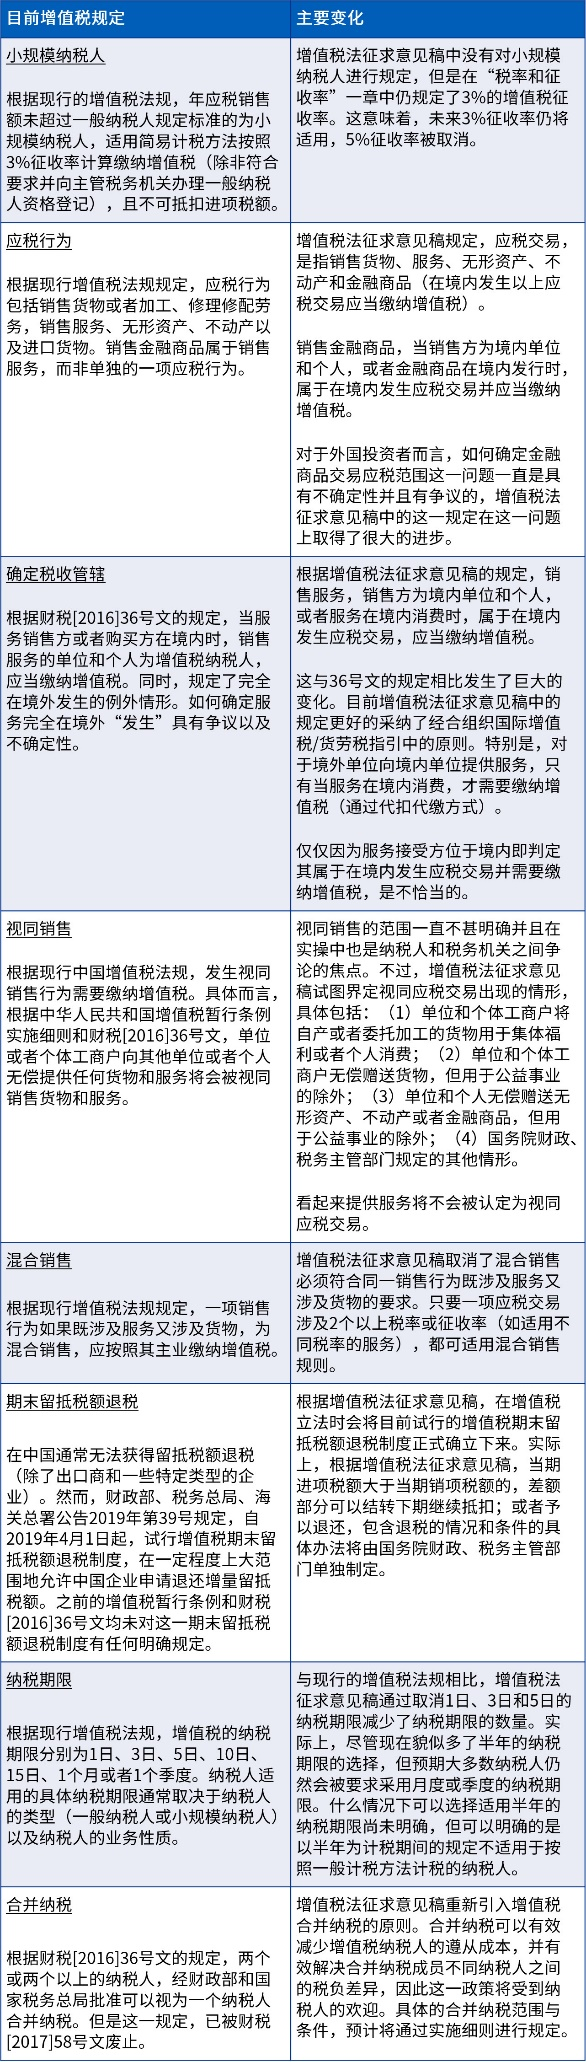 目前增值税规定
主要变化
小规模纳税人
根据现行的增值税法规，年应税销售
额未超过一般纳税人规定标准的为小
规模纳税人，适用简易计税方法按照
3%征收率计算缴纳增值税（除非符合
要求并向主管税务机关办理一般纳税
人资格登记），且不可抵扣进项税额。
增值税法征求意见稿中没有对小规模
纳税人进行规定，但是在“税率和征
收率”一章中仍规定了3%的增值税征
收率。这意味着，未来3%征收率仍将
适用，5%征收率被取消。
应税行为
根据现行增值税法规规定，应税行为
包括销售货物或者加工、修理修配劳
务，销售服务、无形资产、不动产以
及进口货物。销售金融商品属于销售
服务，而非单独的一项应税行为。
增值税法征求意见稿规定，应税交易，
是指销售货物、服务、无形资产、不
动产和金融商品（在境内发生以上应
税交易应当缴纳增值税）。
销售金融商品，当销售方为境内单位
和个人，或者金融商品在境内发行时，
属于在境内发生应税交易并应当缴纳
增值税。
对于外国投资者而言，如何确定金融
商品交易应税范围这一问题一直是具
有不确定性并且有争议的，增值税法
征求意见稿中的这一规定在这一问题
上取得了很大的进步。
确定税收管辖
根据财税[2016]36号文的规定，当服
务销售方或者购买方在境内时，销售
服务的单位和个人为增值税纳税人，
应当缴纳增值税。同时，规定了完全
在境外发生的例外情形。如何确定服
务完全在境外“发生”具有争议以及
不确定性。
根据增值税法征求意见稿的规定，销
售服务，销售方为境内单位和个人，
或者服务在境内消费时，属于在境内
发生应税交易，应当缴纳增值税。
这与36号文的规定相比发生了巨大的
变化。目前增值税法征求意见稿中的
规定更好的采纳了经合组织国际增值
税/货劳税指引中的原则。特别是，对
于境外单位向境内单位提供服务，只
有当服务在境内消费，才需要缴纳增
值税（通过代扣代缴方式）。
仅仅因为服务接受方位于境内即判定
其属于在境内发生应税交易并需要缴
纳增值税，是不恰当的。
视同销售
根据现行中国增值税法规，发生视同
销售行为需要缴纳增值税。具体而言，
根据中华人民共和国增值税暂行条例
实施细则和财税[2016]36号文，单位
或者个体工商户向其他单位或者个人
无偿提供任何货物和服务将会被视同
销售货物和服务。
视同销售的范围一直不甚明确并且在
实操中也是纳税人和税务机关之间争
论的焦点。不过，增值税法征求意见
稿试图界定视同应税交易出现的情形，
具体包括：（1）单位和个体工商户将
自产或者委托加工的货物用于集体福
利或者个人消费；（2）单位和个体工
商户无偿赠送货物，但用于公益事业
的除外；（3）单位和个人无偿赠送无
形资产、不动产或者金融商品，但用
于公益事业的除外；（4）国务院财政、
税务主管部门规定的其他情形。
看起来提供服务将不会被认定为视同
应税交易。
混合销售
根据现行增值税法规规定，一项销售
行为如果既涉及服务又涉及货物，为
混合销售，应按照其主业缴纳增值税。
增值税法征求意见稿取消了混合销售
必须符合同一销售行为既涉及服务又
涉及货物的要求。只要一项应税交易
涉及2个以上税率或征收率（如适用不
同税率的服务），都可适用混合销售
规则。
期末留抵税额退税
在中国通常无法获得留抵税额退税
（除了出口商和一些特定类型的企
业）。然而，财政部、税务总局、海
关总署公告2019年第39号规定，自
2019年4月1日起，试行增值税期末留
抵税额退税制度，在一定程度上大范
围地允许中国企业申请退还增量留抵
税额。之前的增值税暂行条例和财税
[2016]36号文均未对这一期末留抵税
额退税制度有任何明确规定。
根据增值税法征求意见稿，在增值税
立法时会将目前试行的增值税期末留
抵税额退税制度正式确立下来。实际
上，根据增值税法征求意见稿，当期
进项税额大于当期销项税额的，差额
部分可以结转下期继续抵扣；或者予
以退还，包含退税的情况和条件的具
体办法将由国务院财政、税务主管部
门单独制定。
纳税期限
根据现行增值税法规，增值税的纳税
期限分别为1日、3日、5日、10日、
15日、1个月或者1个季度。纳税人适
用的具体纳税期限通常取决于纳税人
的类型（一般纳税人或小规模纳税人）
以及纳税人的业务性质。
与现行的增值税法规相比，增值税法
征求意见稿通过取消1日、3日和5日的
纳税期限减少了纳税期限的数量。实
际上，尽管现在貌似多了半年的纳税
期限的选择，但预期大多数纳税人仍
然会被要求采用月度或季度的纳税期
限。什么情况下可以选择适用半年的
纳税期限尚未明确，但可以明确的是
以半年为计税期间的规定不适用于按
照一般计税方法计税的纳税人。
合并纳税
根据财税[2016]36号文的规定，两个
或两个以上的纳税人，经财政部和国
家税务总局批准可以视为一个纳税人
合并纳税。但是这一规定，已被财税
[2017]58号文废止。
增值税法征求意见稿重新引入增值税
合并纳税的原则。合并纳税可以有效
减少增值税纳税人的遵从成本，并有
效解决合并纳税成员不同纳税人之间
的税负差异，因此这一政策将受到纳
税人的欢迎。具体的合并纳税范围与
条件，预计将通过实施细则进行规定。